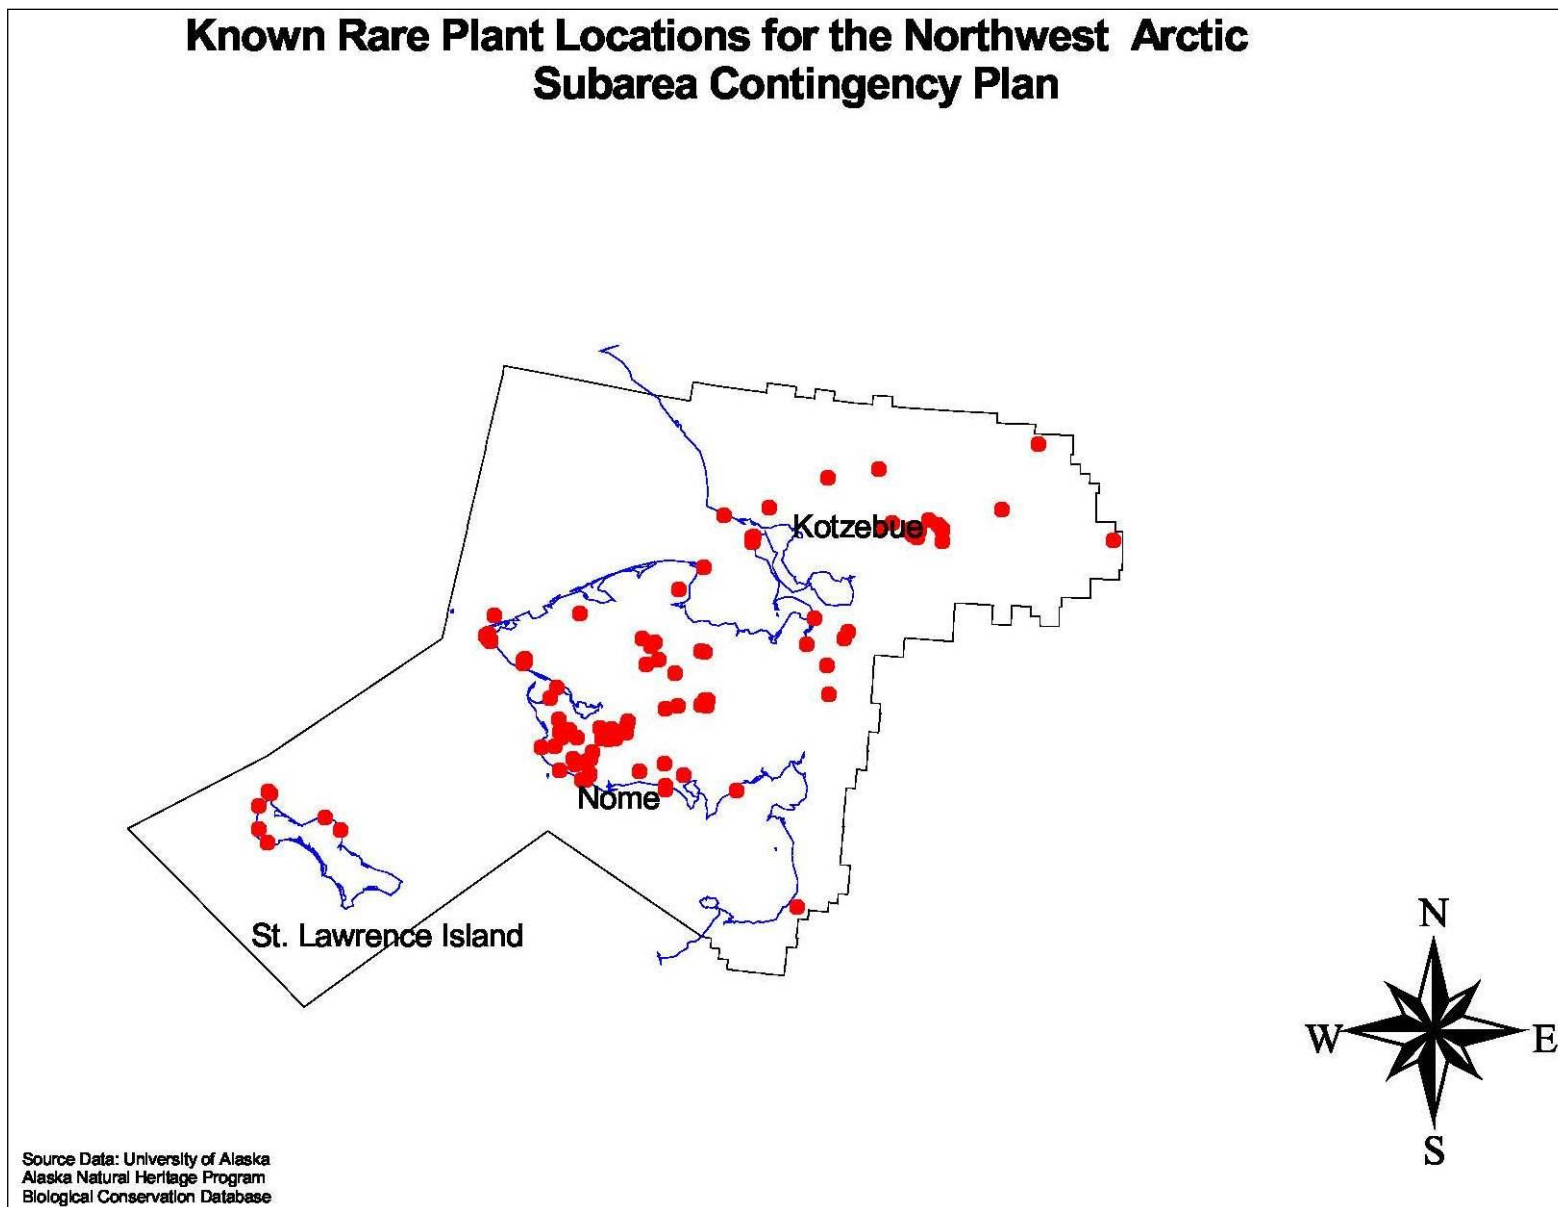 Known Rare Plant Locations for the Northwest Arctic
Subarea Contingency Plan
Kotzebue
Nome
St. Lawrence Island
N
W
E
S
Source Data: University of Alaska
Alaska Natural Heritage Program
Biological Conservation Database